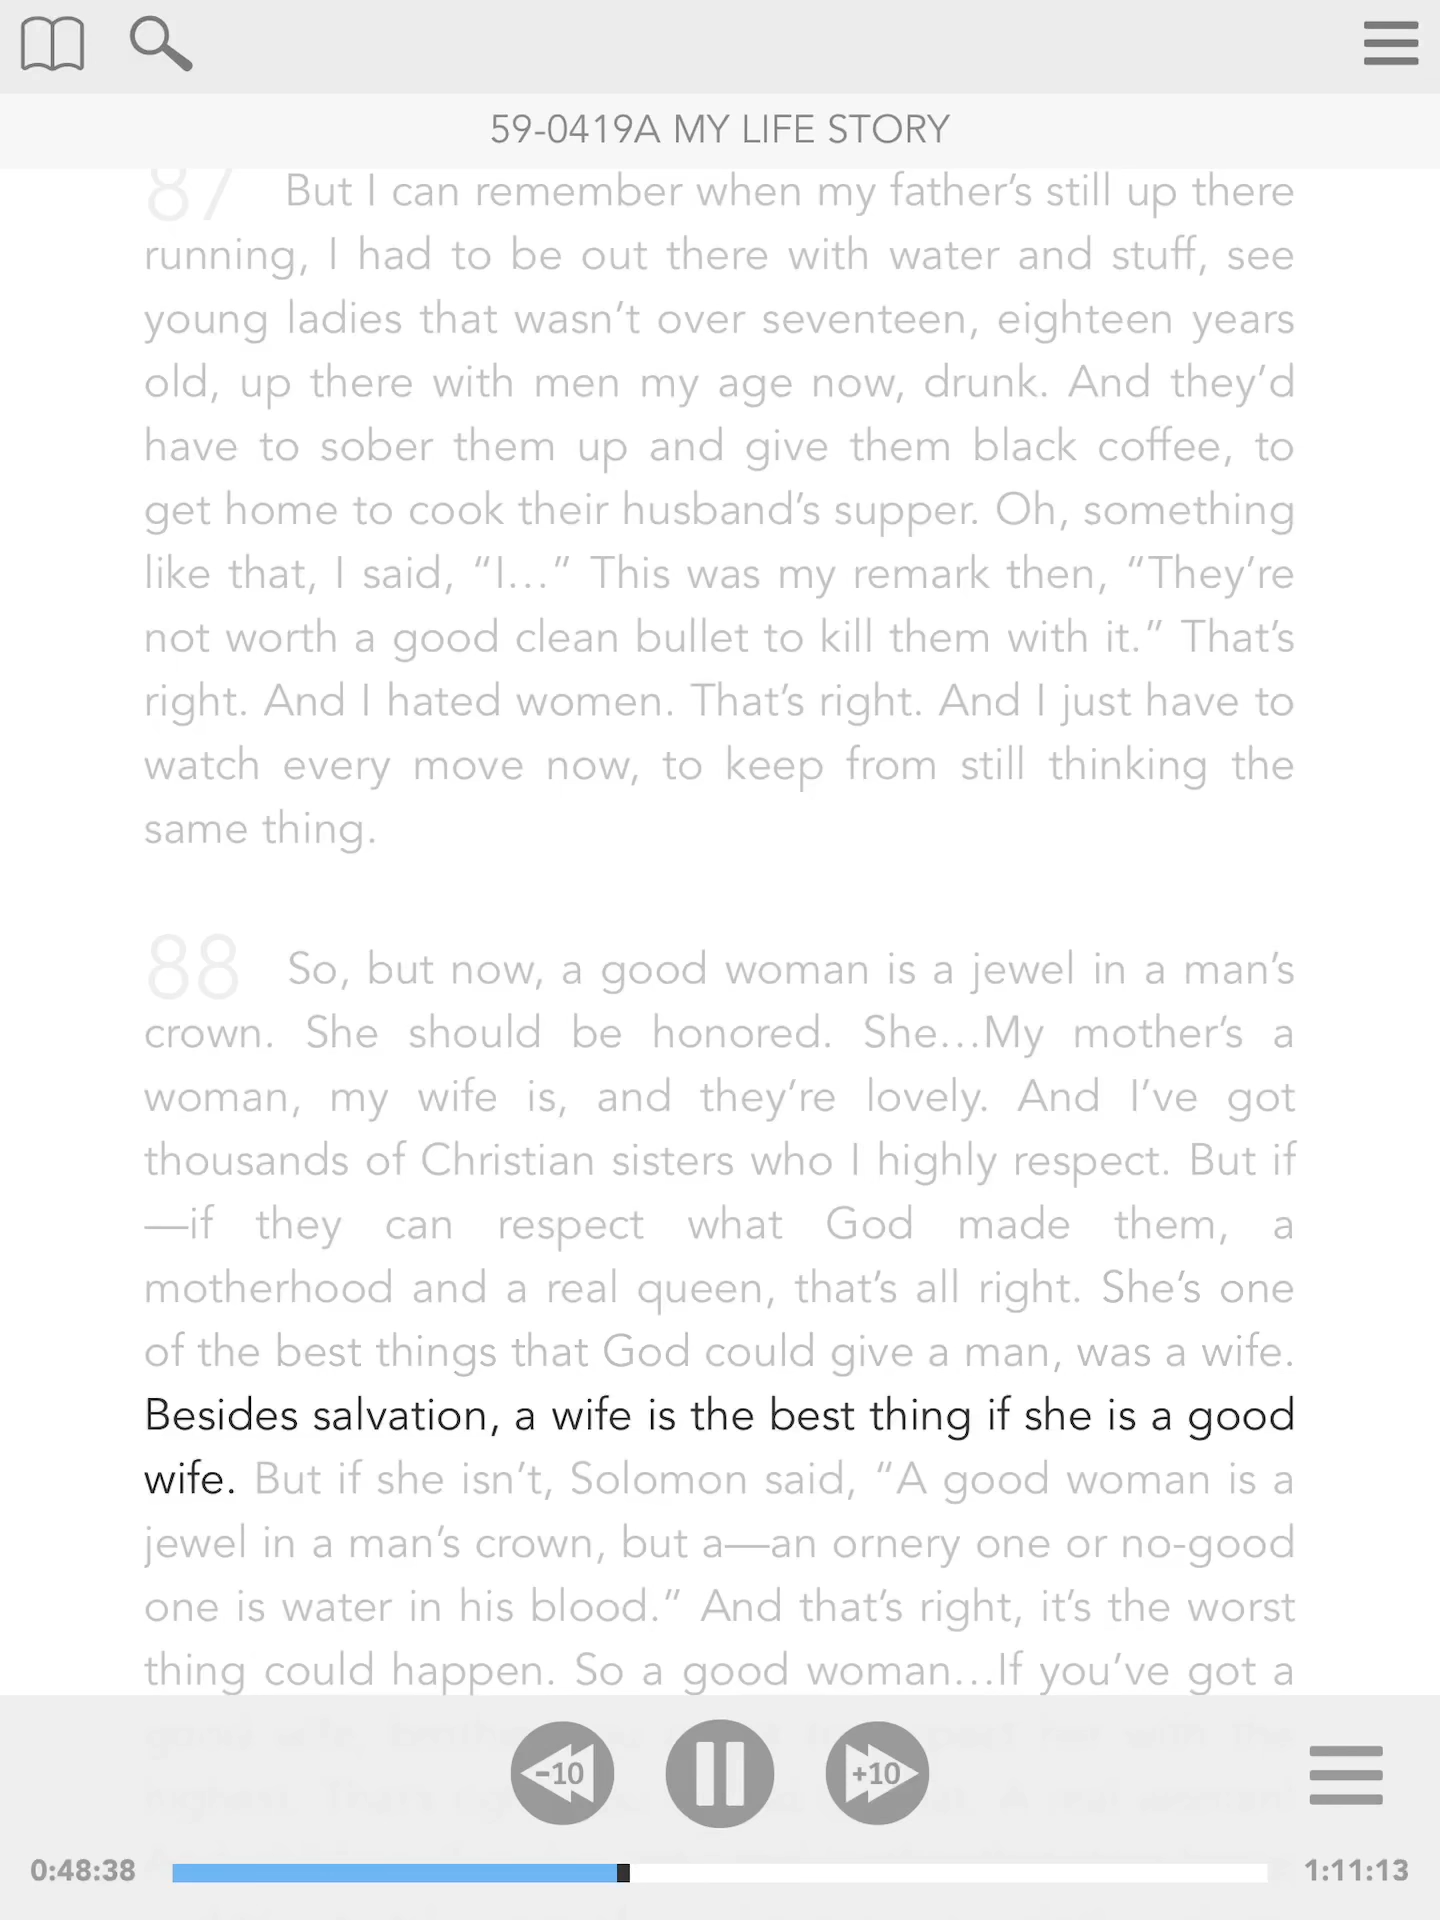 59-0419A MY LIFE STORY
87 But I can remember when my father’s still up there
running, I had to be out there with water and stuff, see
young ladies that wasn’t over seventeen, eighteen years
old, up there with men my age now, drunk. And they’d
have to sober them up and give them black coffee, to
get home to cook their husband’s supper. Oh, something
like that, I said, “I…” This was my remark then, “They’re
not worth a good clean bullet to kill them with it.” That’s
right. And I hated women. That’s right. And I just have to
watch every move now, to keep from still thinking the
same thing.
88 So, but now, a good woman is a jewel in a man’s
crown. She should be honored. She…My mother’s a
woman, my wife is, and they’re lovely. And I’ve got
thousands of Christian sisters who I highly respect. But if
—if they can respect what God made them, a
motherhood and a real queen, that’s all right. She’s one
of the best things that God could give a man, was a wife.
Besides salvation, a wife is the best thing if she is a good
wife. But if she isn’t, Solomon said, “A good woman is a
jewel in a man’s crown, but a—an ornery one or no-good
one is water in his blood.” And that’s right, it’s the worst
thing could happen. So a good woman…If you’ve got a
good wife,
-10 +10
0:48:38 1:11:13